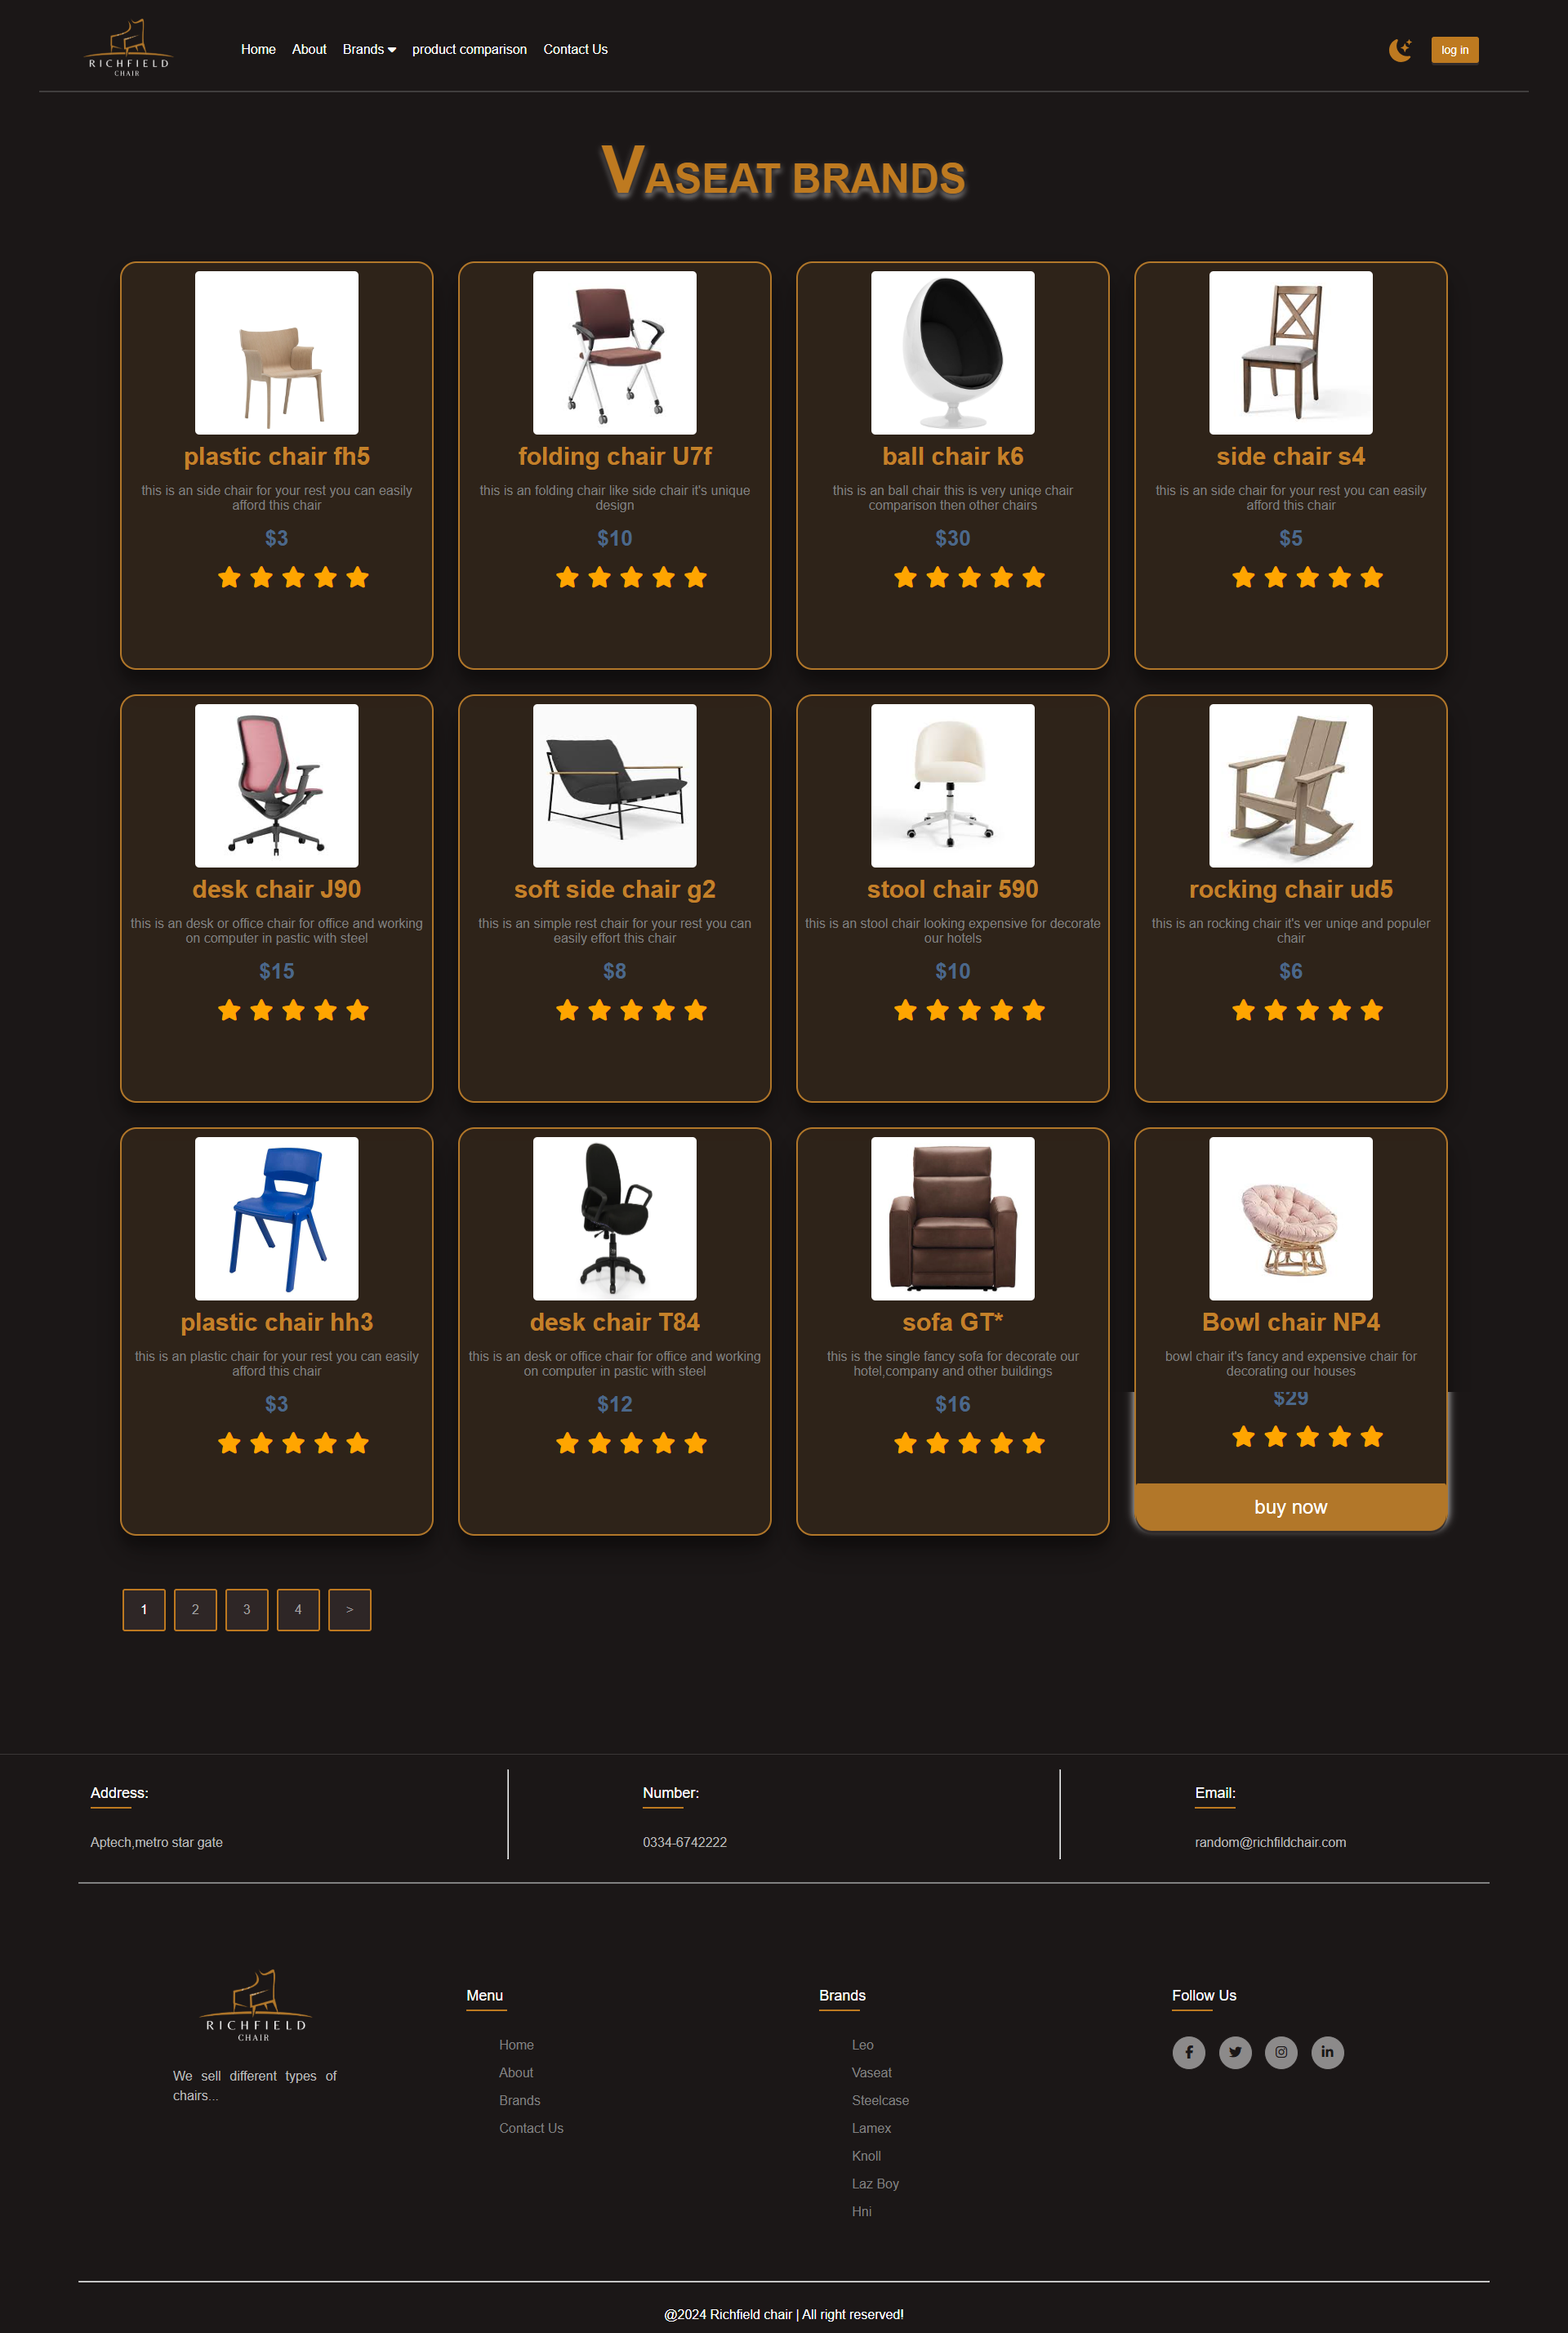 RICHFIELD
CHAIR
Home About Brands product comparison Contact Us
log in
VASEAT BRANDS
plastic chair fh5
this is an side chair for your rest you can easily
afford this chair
$3
folding chair U7f
this is an folding chair like side chair it's unique
design
$10
ball chair k6
this is an ball chair this is very uniqe chair
comparison then other chairs
$30
side chair s4
this is an side chair for your rest you can easily
afford this chair
$5
desk chair J90
this is an desk or office chair for office and working
on computer in pastic with steel
$15
soft side chair g2
this is an simple rest chair for your rest you can
easily effort this chair
$8
stool chair 590
this is an stool chair looking expensive for decorate
our hotels
$10
rocking chair ud5
this is an rocking chair it's ver uniqe and populer
chair
$6
plastic chair hh3
this is an plastic chair for your rest you can easily
afford this chair
$3
desk chair T84
this is an desk or office chair for office and working
on computer in pastic with steel
$12
sofa GT*
this is the single fancy sofa for decorate our
hotel,company and other buildings
$16
Bowl chair NP4
bowl chair it's fancy and expensive chair for
decorating our houses
$29
buy now
1 2 3 4 >
Address:
Aptech,metro star gate
Number:
0334-6742222
Email:
random@richfildchair.com
RICHFIELD
CHAIR
We sell different types of
chairs...
Menu
Home
About
Brands
Contact Us
Brands
Leo
Vaseat
Steelcase
Lamex
Knoll
Laz Boy
Hni
Follow Us
@2024 Richfield chair | All right reserved!